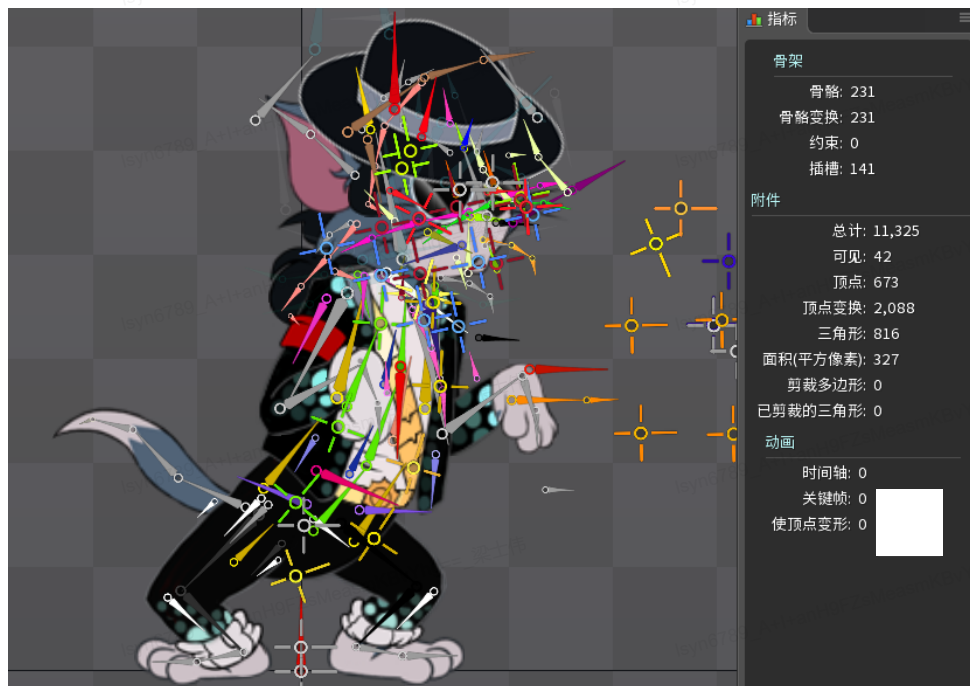 指标
骨架
骨骼: 231
骨骼变换: 231
约束: 0
插槽: 141
附件
总计: 11,325
可见: 42
顶点: 673
顶点变换: 2,088
三角形: 816
面积(平方像素): 327
剪裁多边形: 0
已剪裁的三角形: 0
动画
时间轴: 0
关键帧: 0
使顶点变形: 0